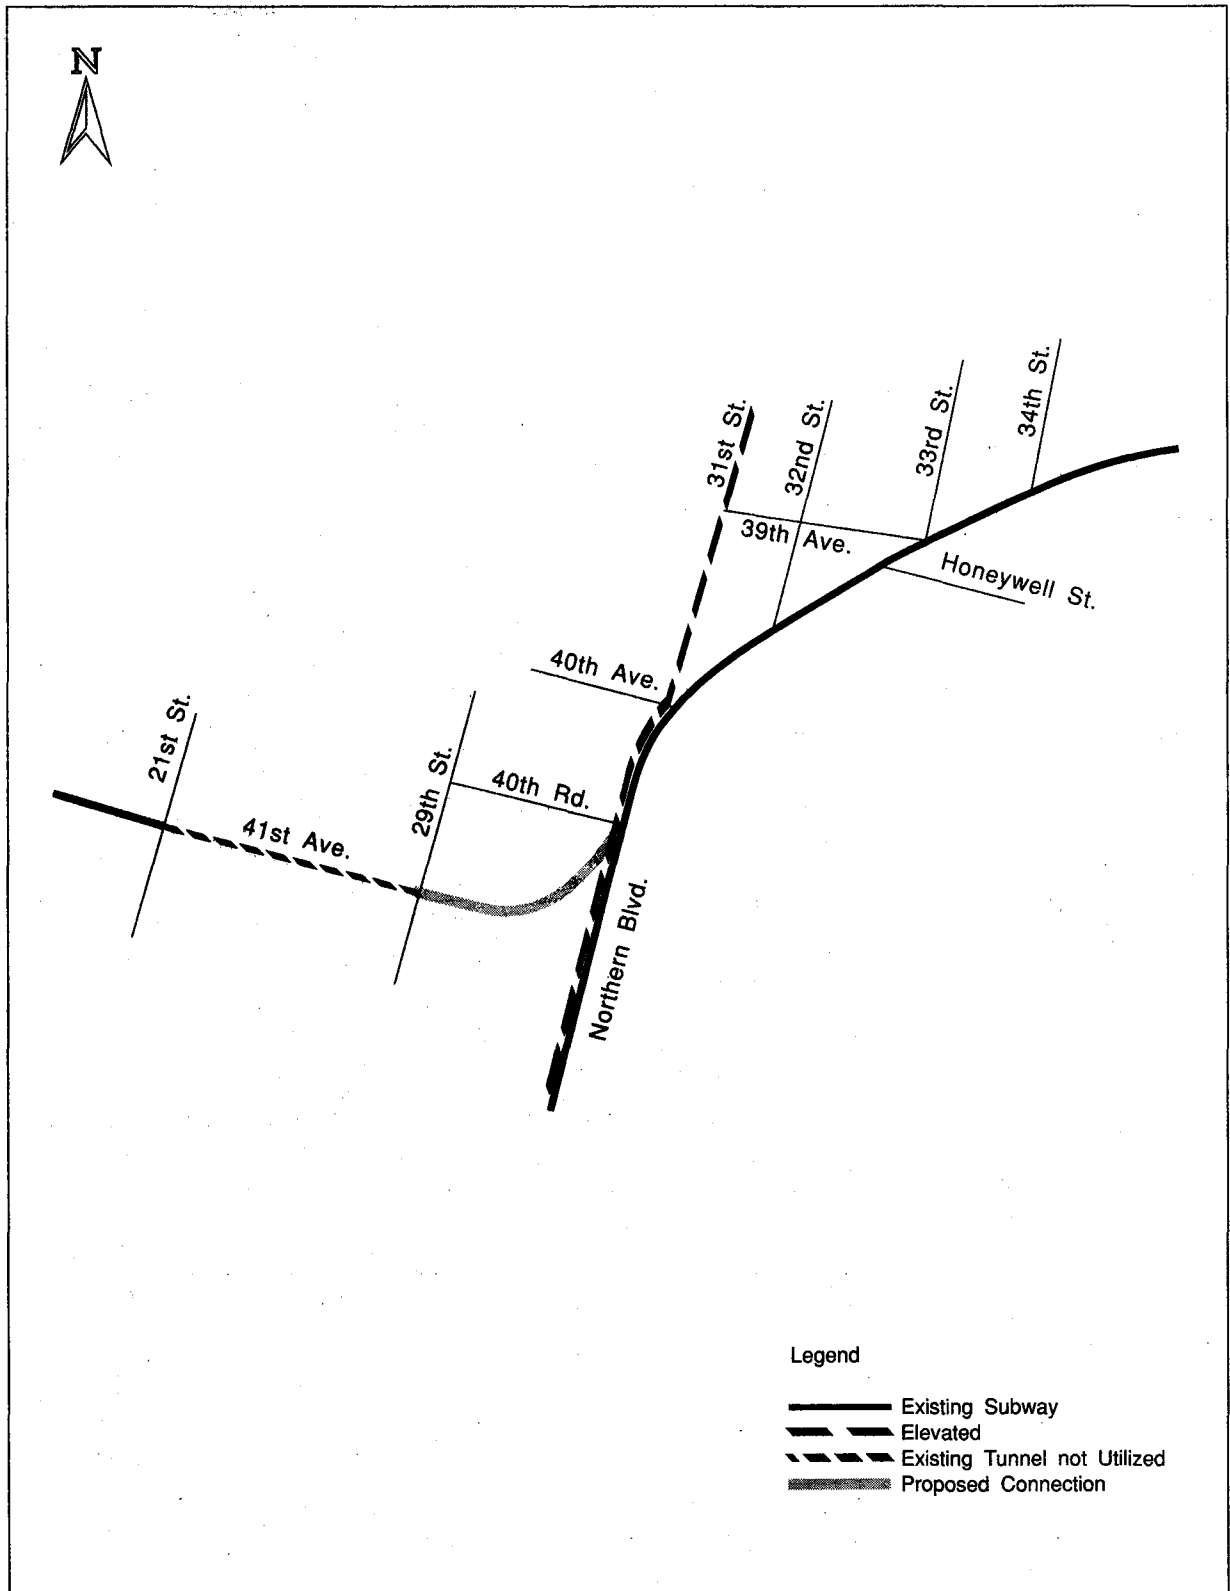 N
34th St.
33rd St.
31st St.
32nd St.
39th Ave.
Honeywell St.
40th Ave.
21st St.
29th St.
40th Rd.
41st Ave.
Northern Blvd.
Legend
Existing Subway
Elevated
Existing Tunnel not Utilized
Proposed Connection